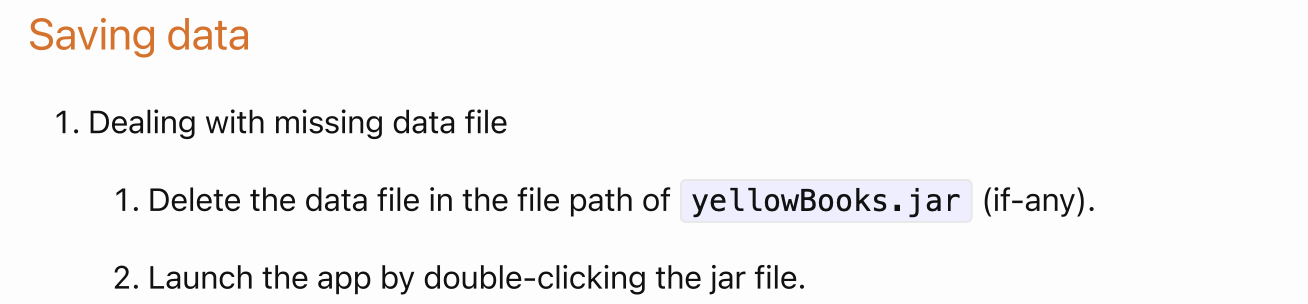 Saving data
1. Dealing with missing data file
1. Delete the data file in the file path of yellowBooks.jar (if-any).
2. Launch the app by double-clicking the jar file.